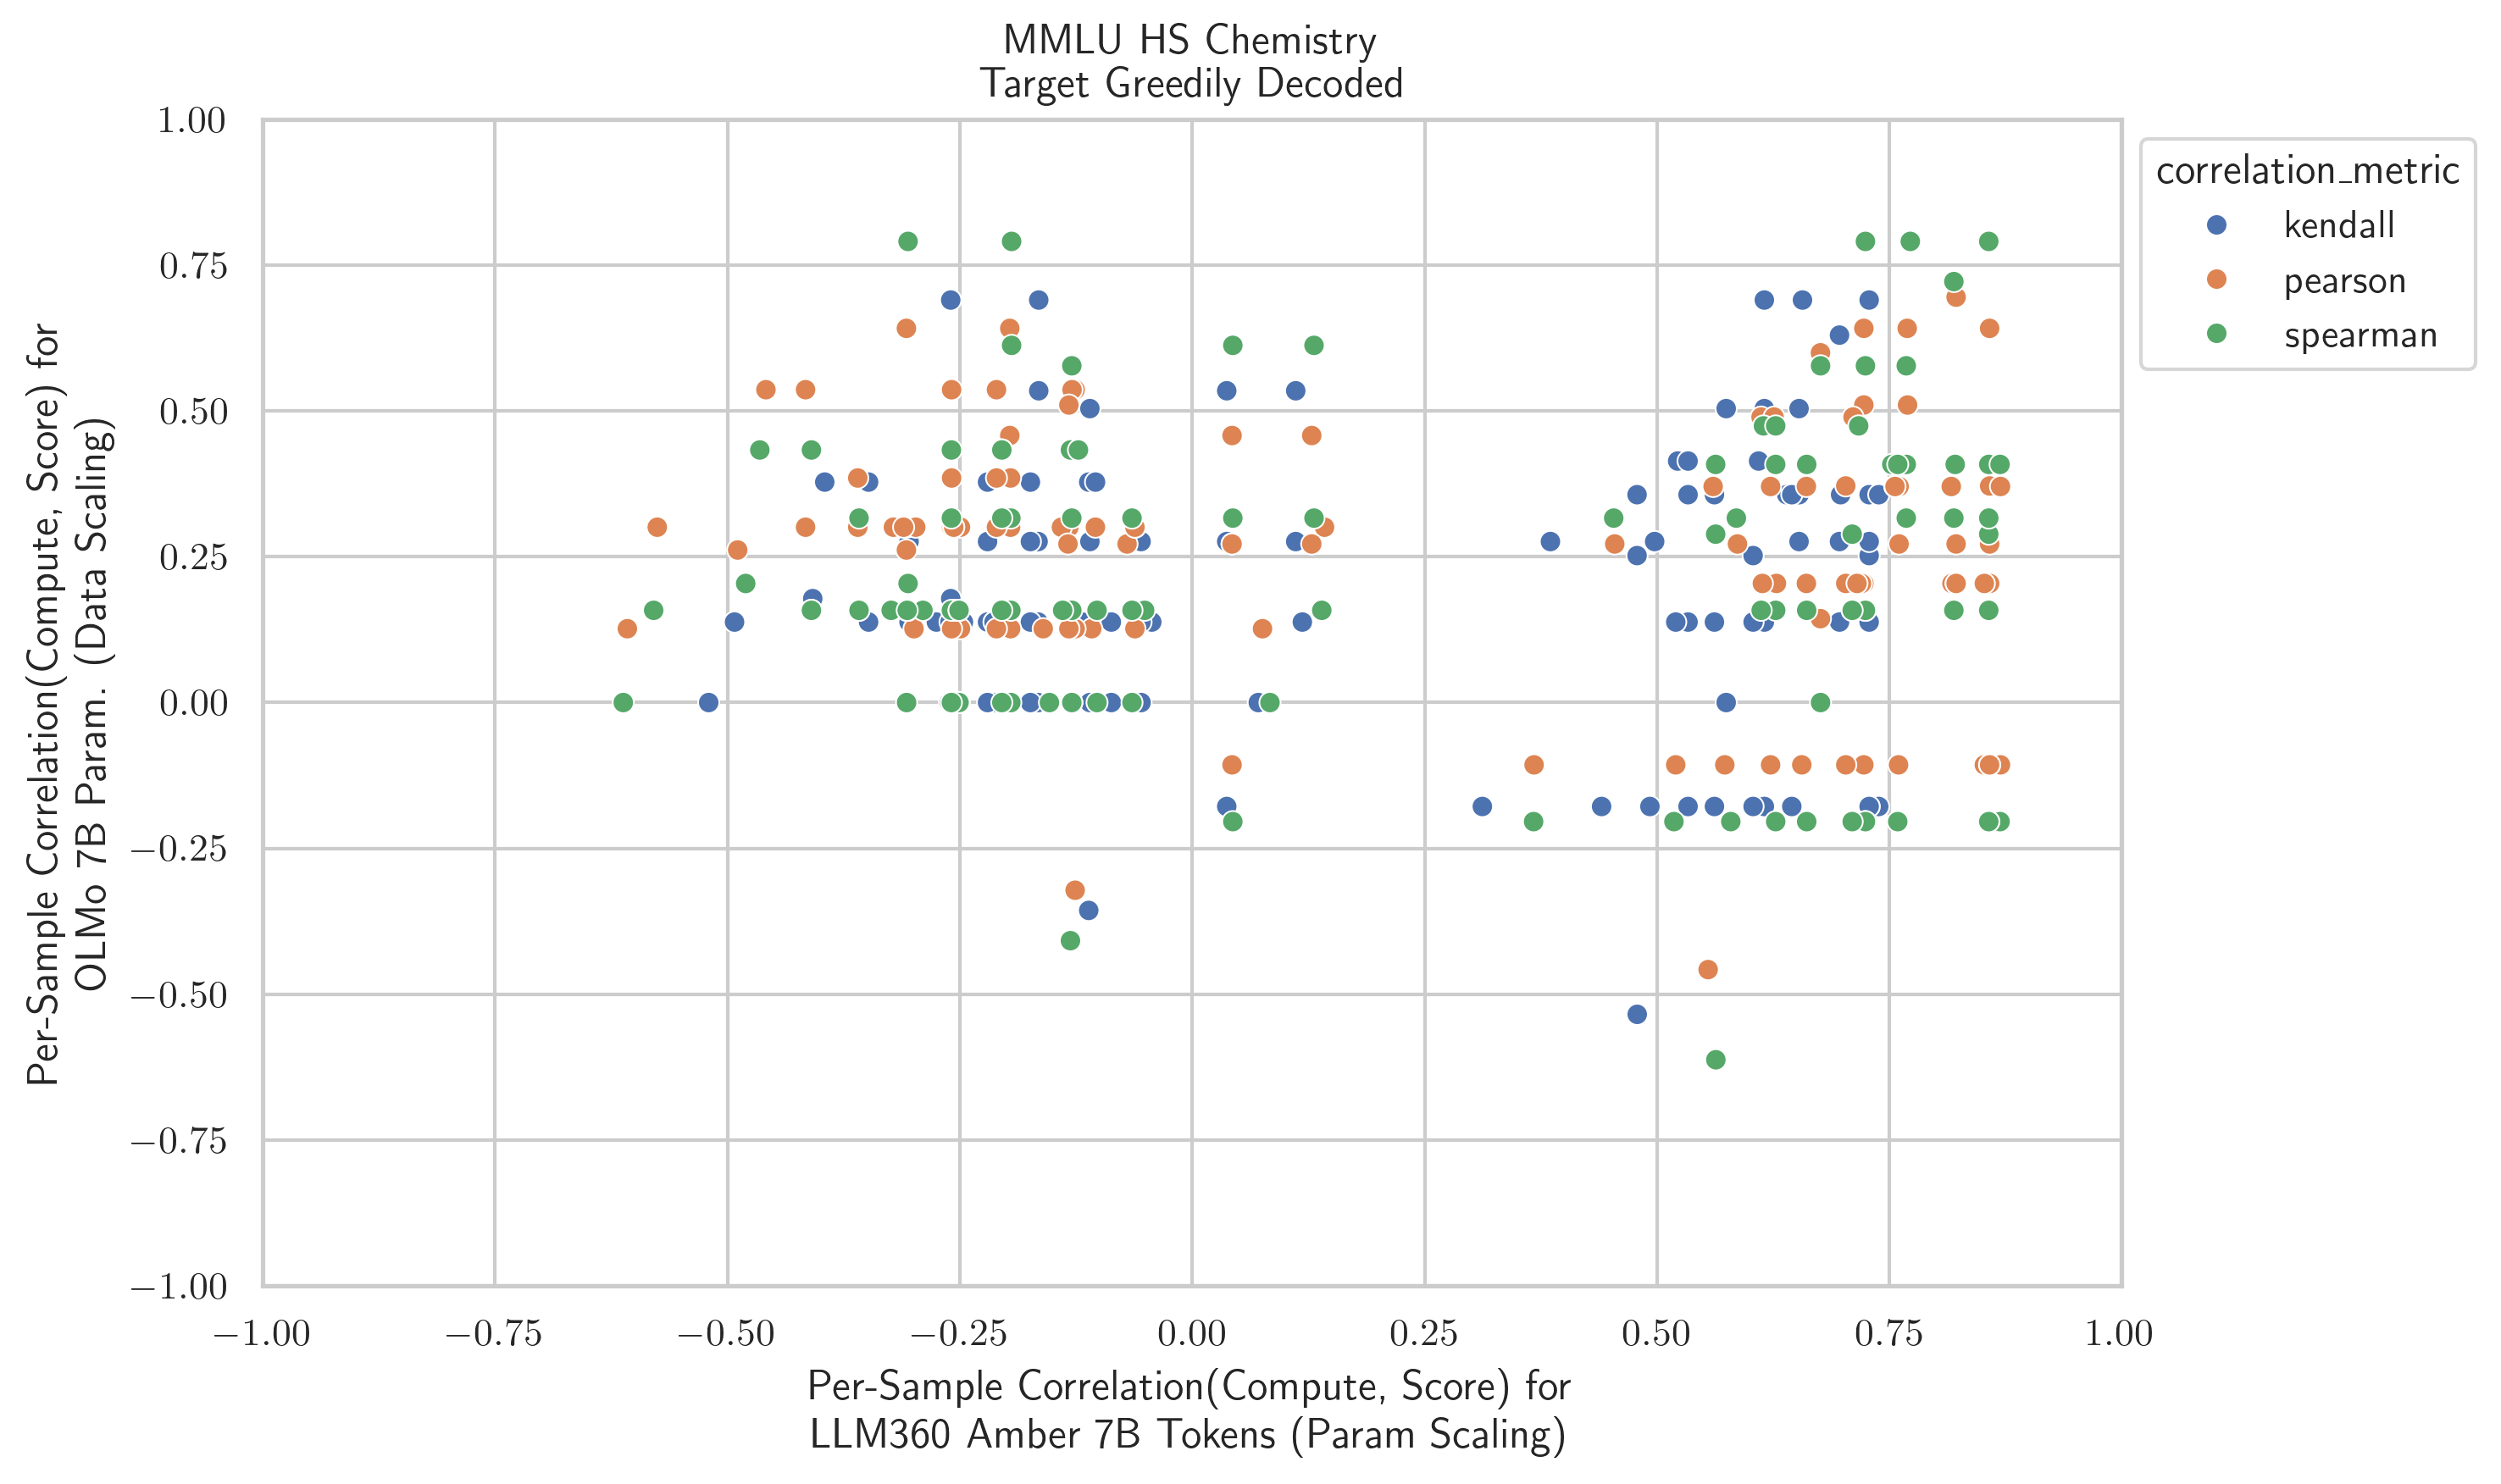 MMLU HS Chemistry
Target Greedily Decoded
Per-Sample Correlation(Compute, Score) for
OLMo 7B Param. (Data Scaling)
1.00
0.75
0.50
0.25
0.00
−0.25
−0.50
−0.75
−1.00
correlation_metric
kendall
pearson
spearman
−1.00 −0.75 −0.50 −0.25 0.00 0.25 0.50 0.75 1.00
Per-Sample Correlation(Compute, Score) for
LLM360 Amber 7B Tokens (Param Scaling)